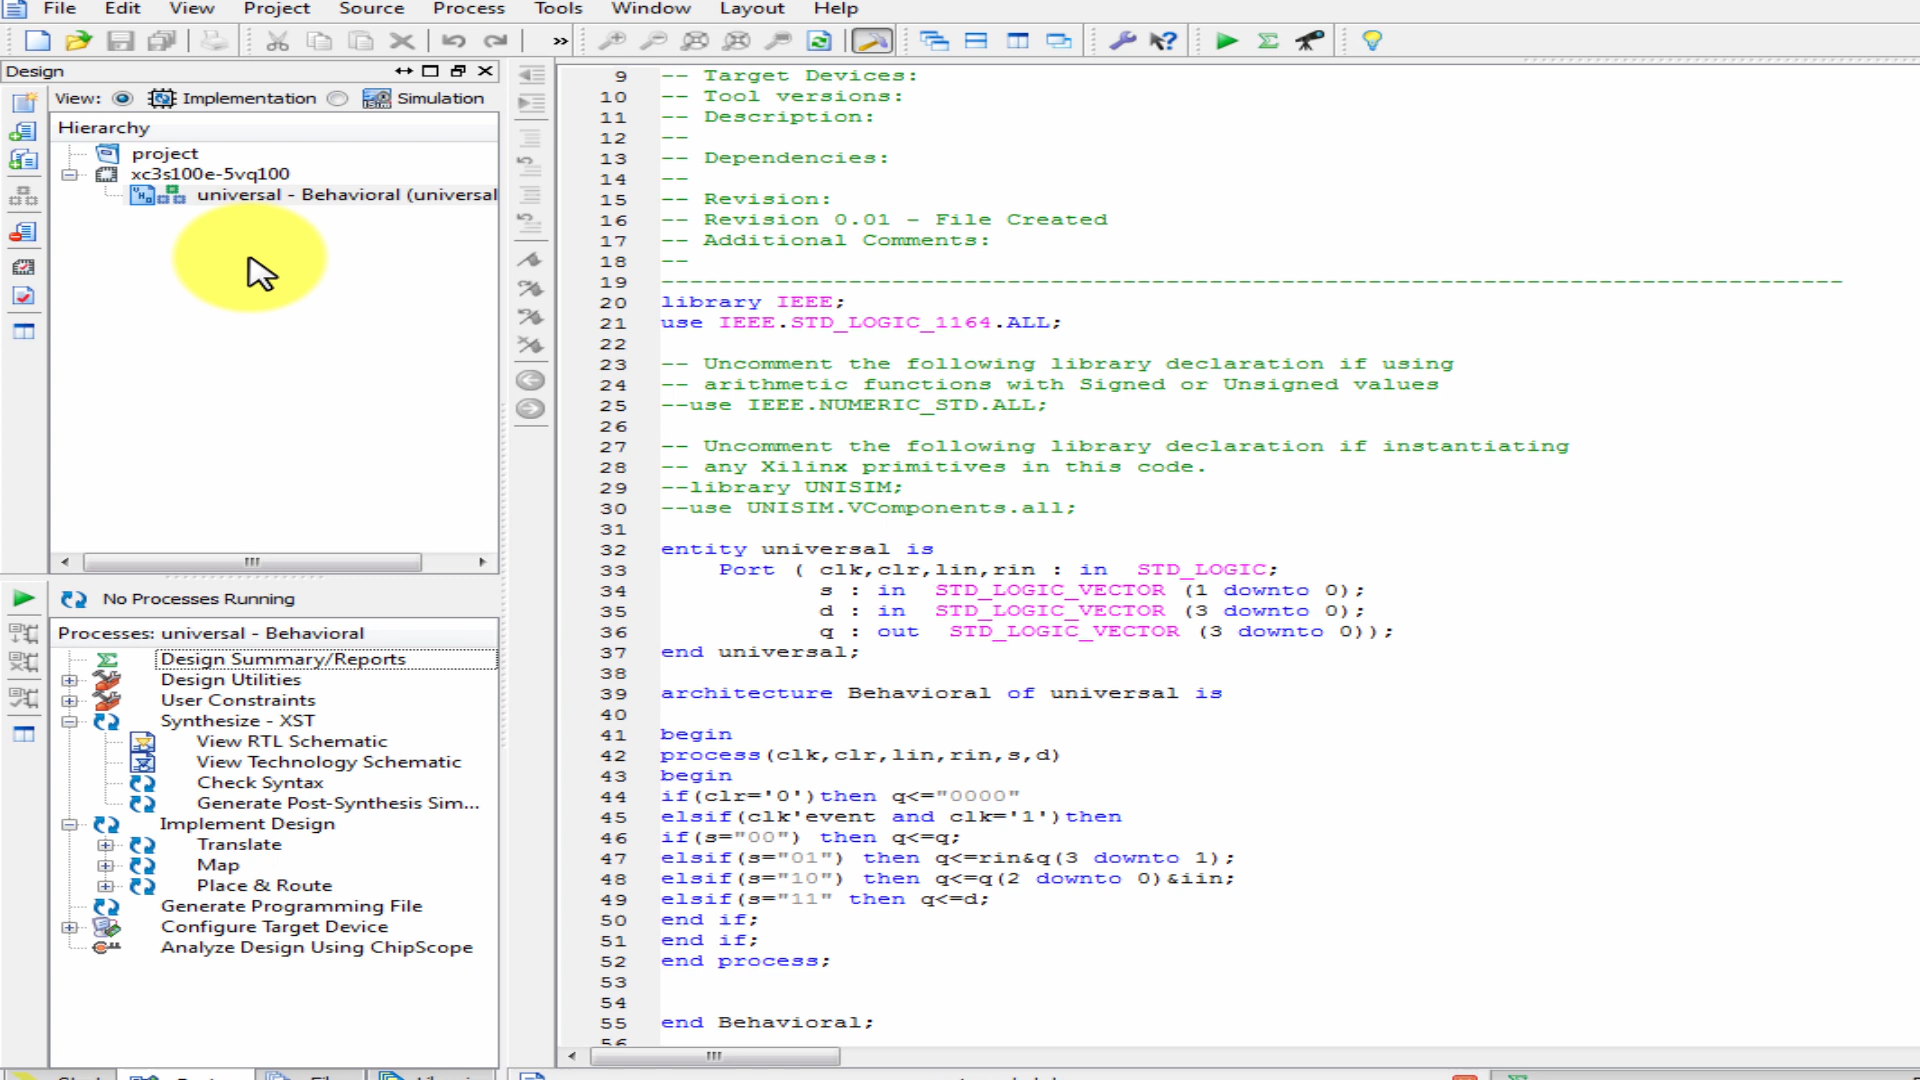 File Edit View Project Source Process Tools Window Layout Help
»
Design
View: Implementation Simulation
Hierarchy
project
xc3s100e-5vq100
universal - Behavioral (universal
No Processes Running
Processes: universal - Behavioral
Design Summary/Reports
Design Utilities
User Constraints
Synthesize - XST
View RTL Schematic
View Technology Schematic
Check Syntax
Generate Post-Synthesis Sim...
Implement Design
Translate
Map
Place & Route
Generate Programming File
Configure Target Device
Analyze Design Using ChipScope
9 -- Target Devices:
10 -- Tool versions:
11 -- Description:
12 --
13 -- Dependencies:
14 --
15 -- Revision:
16 -- Revision 0.01 - File Created
17 -- Additional Comments:
18 --
19 ----------------------------------------------------------------------------------
20 library IEEE;
21 use IEEE.STD_LOGIC_1164.ALL;
22
23 -- Uncomment the following library declaration if using
24 -- arithmetic functions with Signed or Unsigned values
25 --use IEEE.NUMERIC_STD.ALL;
26
27 -- Uncomment the following library declaration if instantiating
28 -- any Xilinx primitives in this code.
29 --library UNISIM;
30 --use UNISIM.VComponents.all;
31
32 entity universal is
33 Port ( clk,clr,lin,rin : in STD_LOGIC;
34 s : in STD_LOGIC_VECTOR (1 downto 0);
35 d : in STD_LOGIC_VECTOR (3 downto 0);
36 q : out STD_LOGIC_VECTOR (3 downto 0));
37 end universal;
38
39 architecture Behavioral of universal is
40
41 begin
42 process(clk,clr,lin,rin,s,d)
43 begin
44 if(clr='0')then q<="0000"
45 elsif(clk'event and clk='1')then
46 if(s="00") then q<=q;
47 elsif(s="01") then q<=rin&q(3 downto 1);
48 elsif(s="10") then q<=q(2 downto 0)&iin;
49 elsif(s="11" then q<=d;
50 end if;
51 end if;
52 end process;
53
54
55 end Behavioral;
56